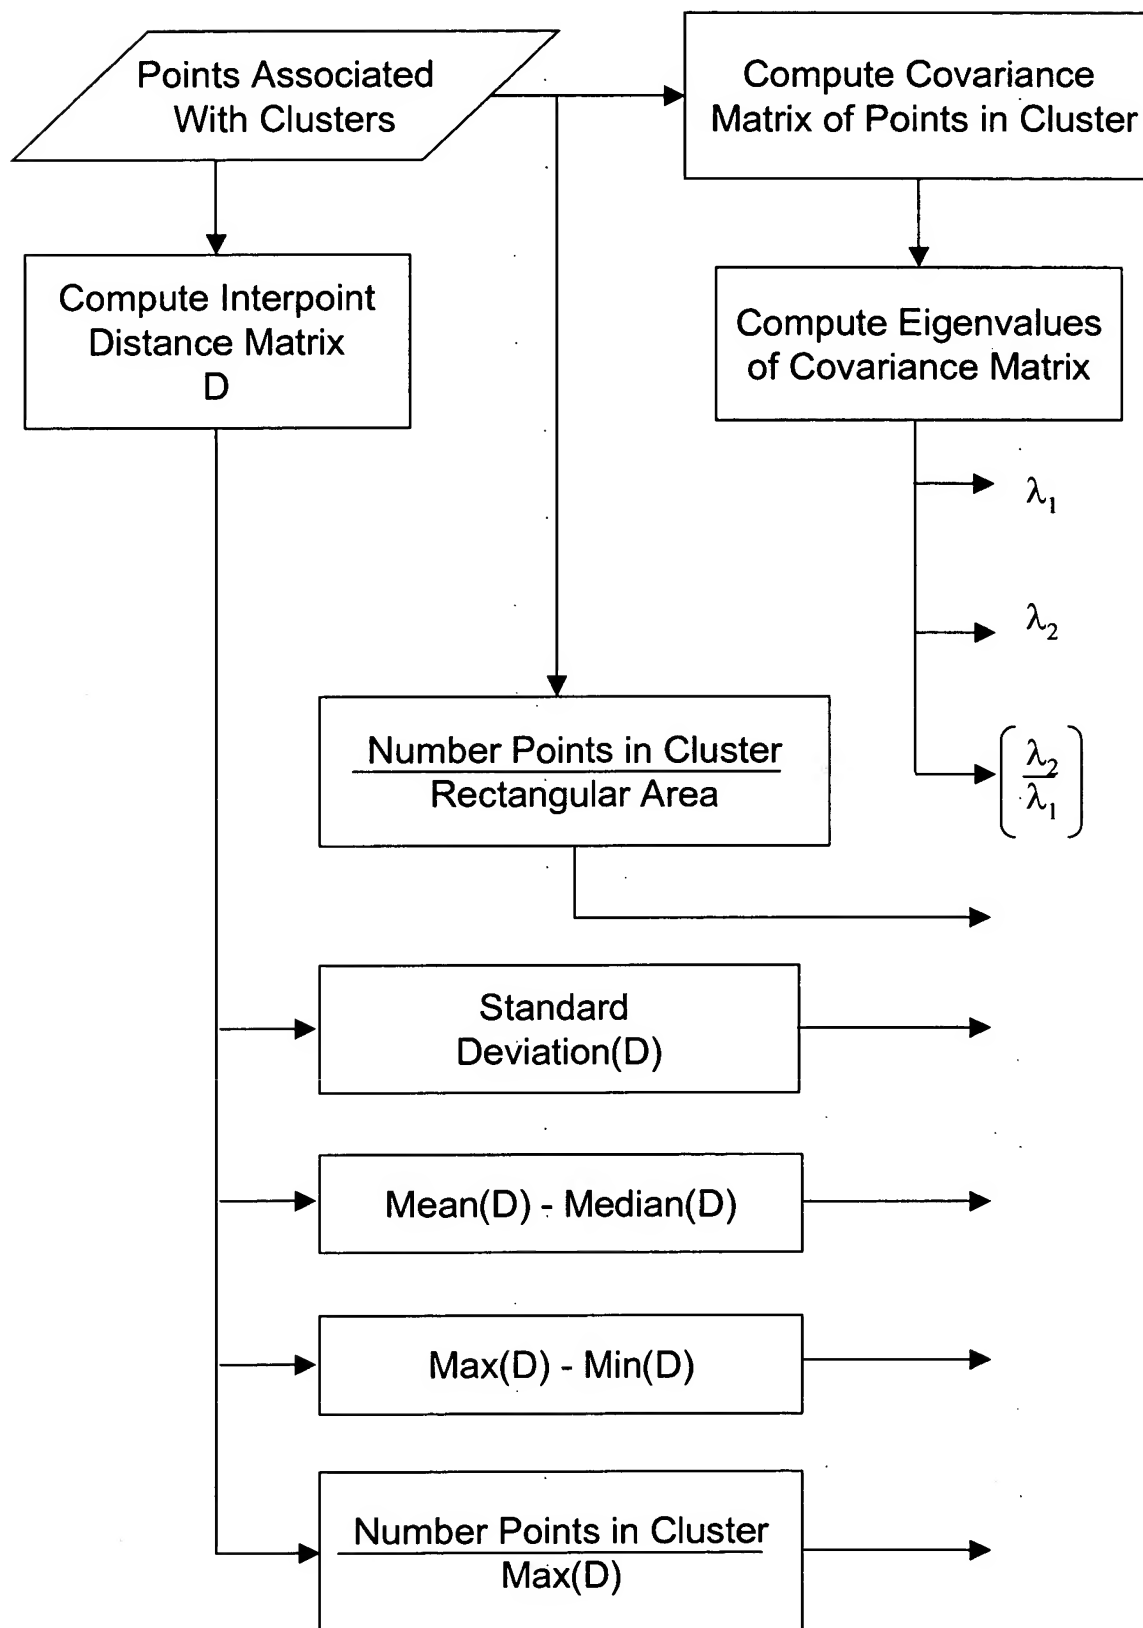 Points Associated
With Clusters
Compute Covariance
Matrix of Points in Cluster
Compute Interpoint
Distance Matrix
D
Compute Eigenvalues
of Covariance Matrix
λ1
λ2
λ2
λ1
Number Points in Cluster
Rectangular Area
Standard
Deviation(D)
Mean(D) - Median(D)
Max(D) - Min(D)
Number Points in Cluster
Max(D)